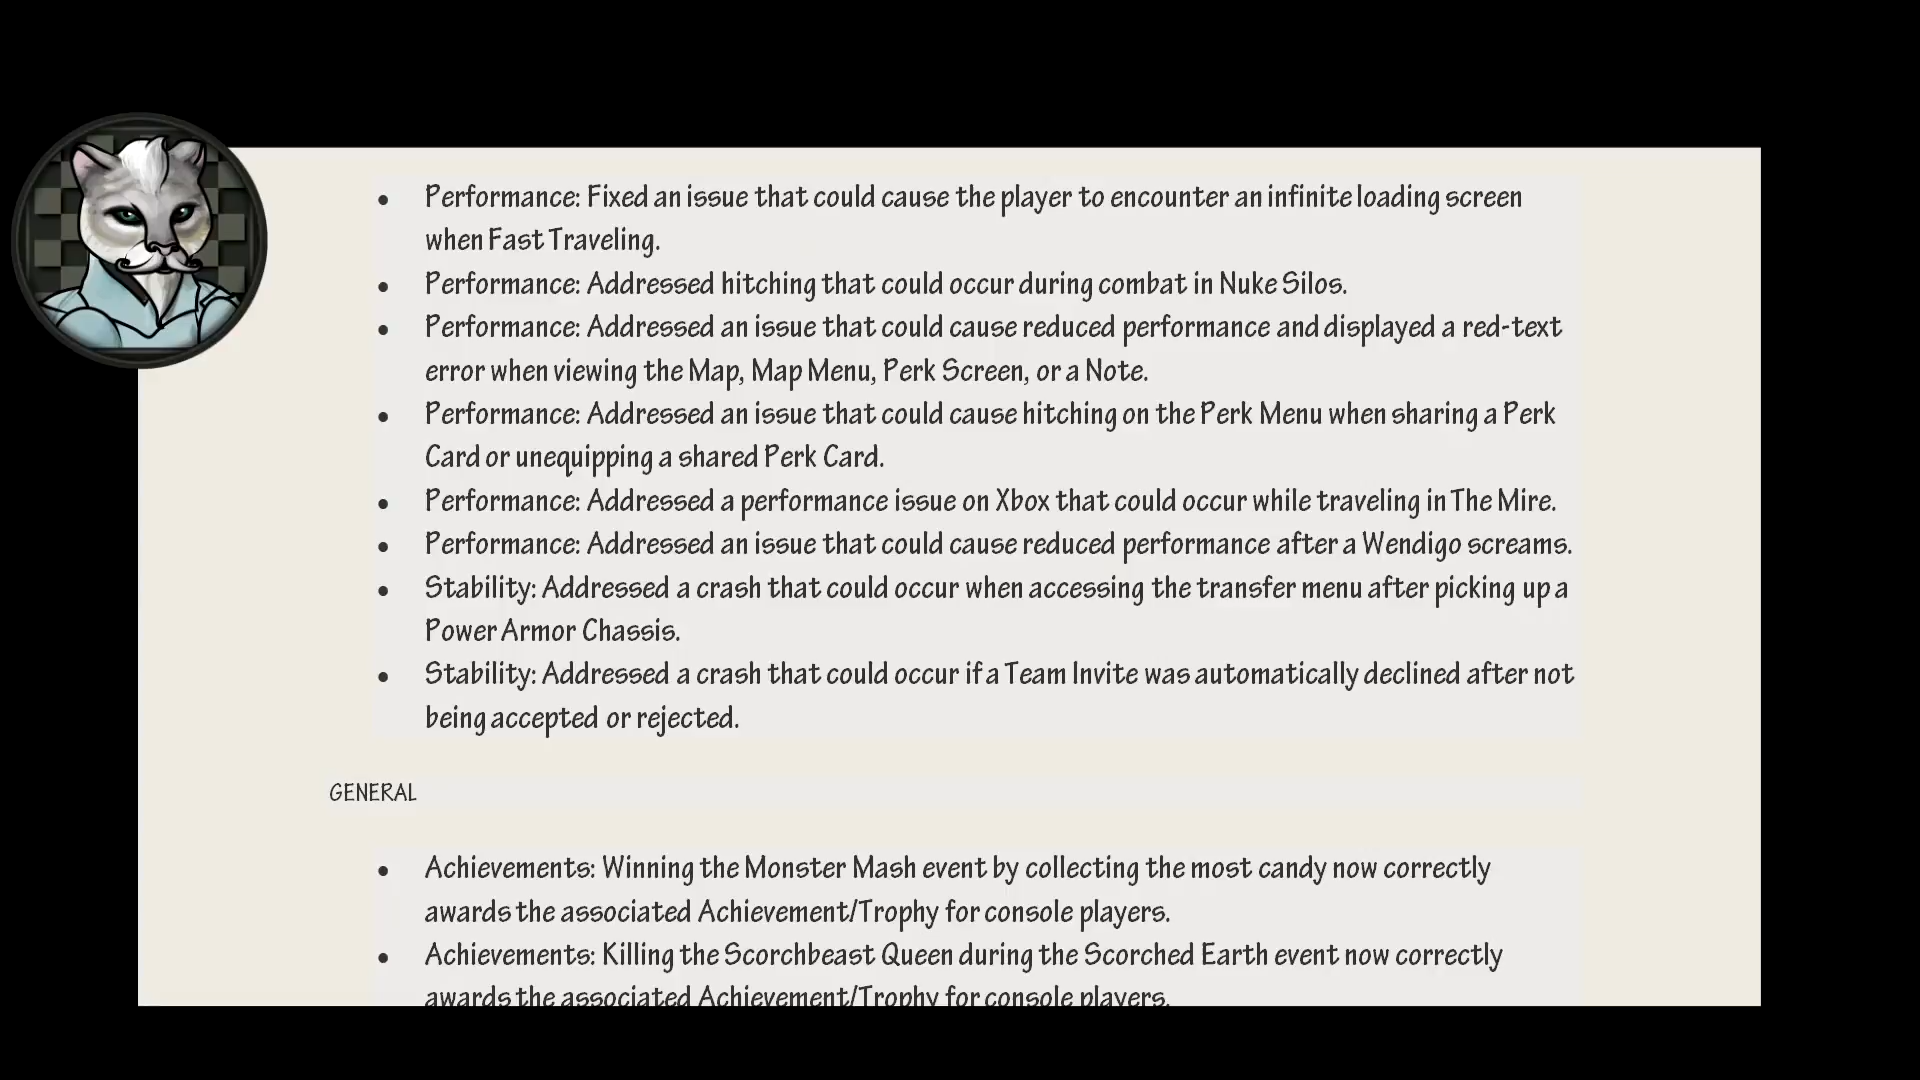 Performance: Fixed an issue that could cause the player to encounter an infinite loading screen
when Fast Traveling.
Performance: Addressed hitching that could occur during combat in Nuke Silos.
Performance: Addressed an issue that could cause reduced performance and displayed a red-text
error when viewing the Map, Map Menu, Perk Screen, or a Note.
Performance: Addressed an issue that could cause hitching on the Perk Menu when sharing a Perk
Card or unequipping a shared Perk Card.
Performance: Addressed a performance issue on Xbox that could occur while traveling in The Mire.
Performance: Addressed an issue that could cause reduced performance after a Wendigo screams.
Stability: Addressed a crash that could occur when accessing the transfer menu after picking up a
Power Armor Chassis.
Stability: Addressed a crash that could occur if a Team Invite was automatically declined after not
being accepted or rejected.
GENERAL
Achievements: Winning the Monster Mash event by collecting the most candy now correctly
awards the associated Achievement/Trophy for console players.
Achievements: Killing the Scorchbeast Queen during the Scorched Earth event now correctly
awards the associated Achievement/Trophy for console players.